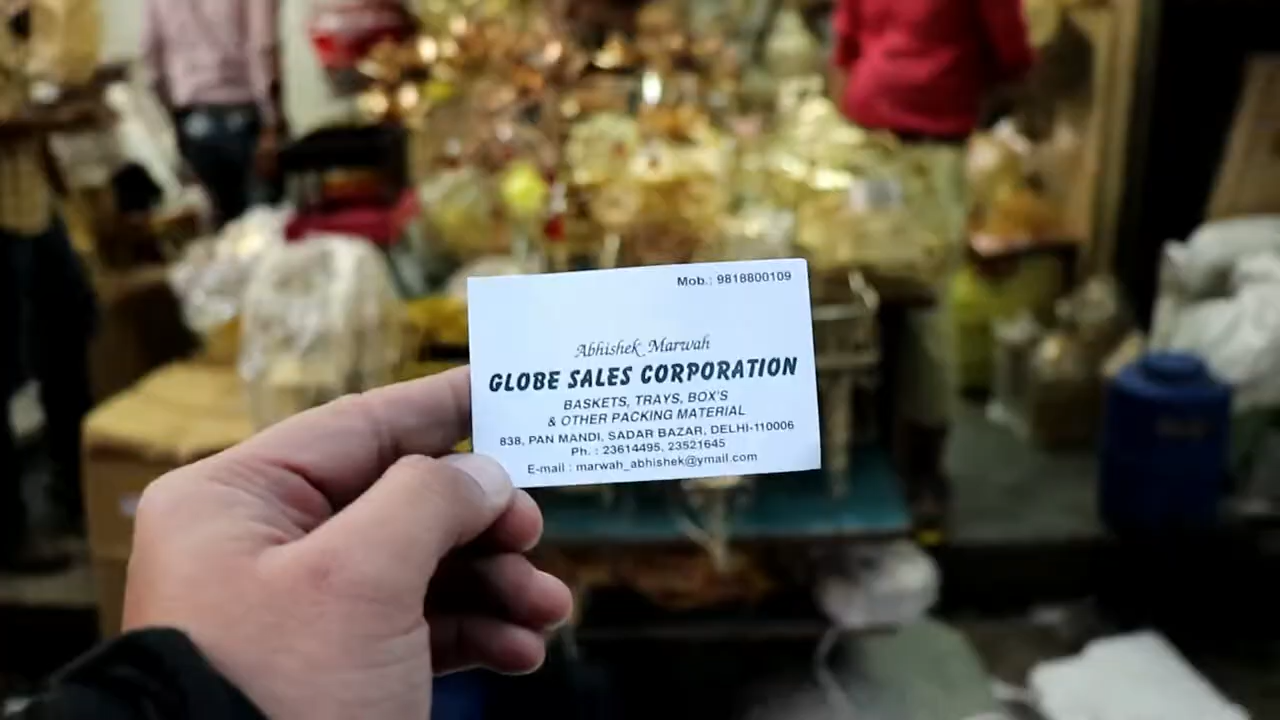 Mob.: 9818800109
Abhishek Marwah
GLOBE SALES CORPORATION
BASKETS, TRAYS, BOX'S
& OTHER PACKING MATERIAL
838, PAN MANDI, SADAR BAZAR, DELHI-110006
Ph. : 23614495, 23521645
E-mail : marwah_abhishek@ymail.com